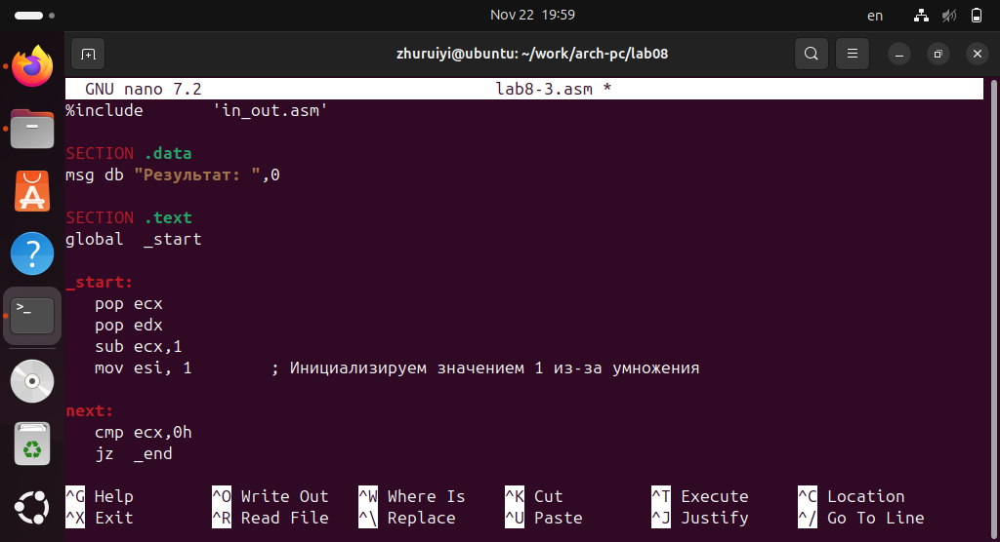 Nov 22 19:59
en
zhuruiyi@ubuntu: ~/work/arch-pc/lab08
GNU nano 7.2 lab8-3.asm *
%include 'in_out.asm'
SECTION .data
msg db "Результат: ",0
SECTION .text
global _start
_start:
pop ecx
pop edx
sub ecx,1
mov esi, 1 ; Инициализируем значением 1 из-за умножения
next:
cmp ecx,0h
jz _end
^G Help ^O Write Out ^W Where Is ^K Cut ^T Execute ^C Location
^X Exit ^R Read File ^\ Replace ^U Paste ^J Justify ^/ Go To Line